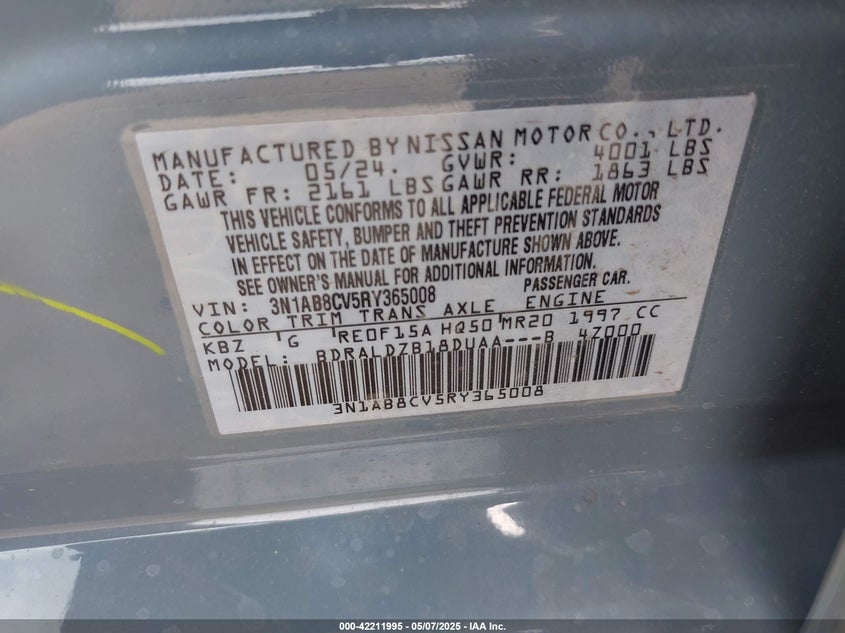 MANUFACTURED BY NISSAN MOTOR CO., LTD.
DATE: 05/24. GVWR: 4001 LBS
GAWR FR: 2161 LBS GAWR RR: 1863 LBS
THIS VEHICLE CONFORMS TO ALL APPLICABLE FEDERAL MOTOR
VEHICLE SAFETY, BUMPER AND THEFT PREVENTION STANDARDS
IN EFFECT ON THE DATE OF MANUFACTURE SHOWN ABOVE.
SEE OWNER'S MANUAL FOR ADDITIONAL INFORMATION.
VIN: 3N1AB8CV5RY365008 PASSENGER CAR.
COLOR TRIM TRANS AXLE ENGINE
KBZ G RE0F15A HQ50 MR20 1997 CC
MODEL: BDRALDZB18DUAA---B 4Z000
3N1AB8CV5RY365008
000-42211995 - 05/07/2025 - IAA Inc.